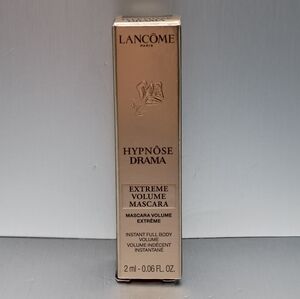 LANCÔME
PARIS
HYPNÔSE
DRAMA
EXTREME
VOLUME
MASCARA
MASCARA VOLUME
EXTRÊME
INSTANT FULL BODY
VOLUME
VOLUME INDÉCENT
INSTANTANÉ
2 ml - 0.06 FL. OZ.